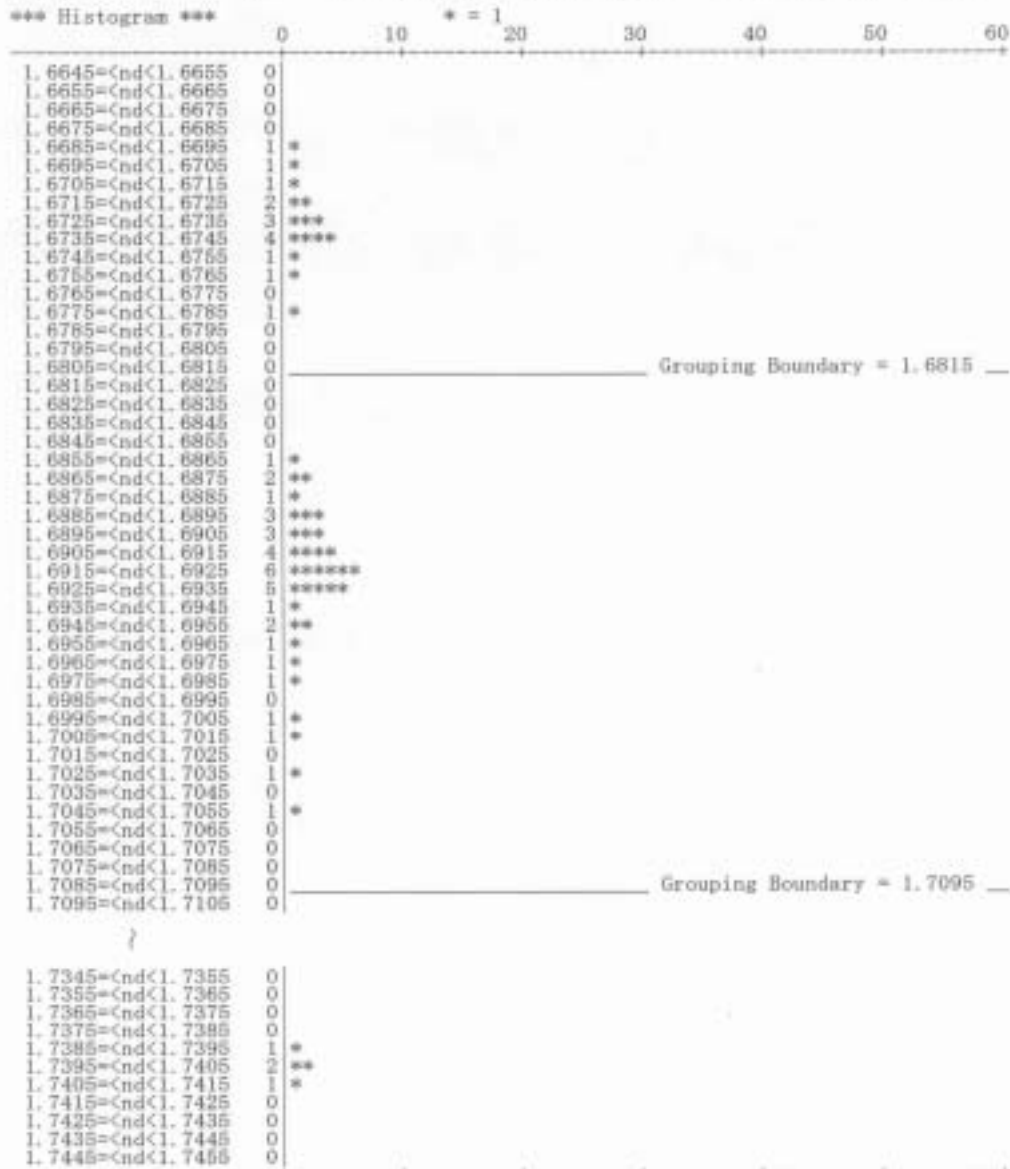 *** Histogram *** * = 1
0 10 20 30 40 50 60
1.6645=<nd<1.6655 0
1.6655=<nd<1.6665 0
1.6665=<nd<1.6675 0
1.6675=<nd<1.6685 0
1.6685=<nd<1.6695 1 *
1.6695=<nd<1.6705 1 *
1.6705=<nd<1.6715 1 *
1.6715=<nd<1.6725 2 **
1.6725=<nd<1.6735 3 ***
1.6735=<nd<1.6745 4 ****
1.6745=<nd<1.6755 1 *
1.6755=<nd<1.6765 1 *
1.6765=<nd<1.6775 0
1.6775=<nd<1.6785 1 *
1.6785=<nd<1.6795 0
1.6795=<nd<1.6805 0
1.6805=<nd<1.6815 0 Grouping Boundary = 1.6815
1.6815=<nd<1.6825 0
1.6825=<nd<1.6835 0
1.6835=<nd<1.6845 0
1.6845=<nd<1.6855 0
1.6855=<nd<1.6865 1 *
1.6865=<nd<1.6875 2 **
1.6875=<nd<1.6885 1 *
1.6885=<nd<1.6895 3 ***
1.6895=<nd<1.6905 3 ***
1.6905=<nd<1.6915 4 ****
1.6915=<nd<1.6925 6 ******
1.6925=<nd<1.6935 5 *****
1.6935=<nd<1.6945 1 *
1.6945=<nd<1.6955 2 **
1.6955=<nd<1.6965 1 *
1.6965=<nd<1.6975 1 *
1.6975=<nd<1.6985 1 *
1.6985=<nd<1.6995 0
1.6995=<nd<1.7005 1 *
1.7005=<nd<1.7015 1 *
1.7015=<nd<1.7025 0
1.7025=<nd<1.7035 1 *
1.7035=<nd<1.7045 0
1.7045=<nd<1.7055 1 *
1.7055=<nd<1.7065 0
1.7065=<nd<1.7075 0
1.7075=<nd<1.7085 0
1.7085=<nd<1.7095 0 Grouping Boundary = 1.7095
1.7095=<nd<1.7105 0
≀
1.7345=<nd<1.7355 0
1.7355=<nd<1.7365 0
1.7365=<nd<1.7375 0
1.7375=<nd<1.7385 0
1.7385=<nd<1.7395 1 *
1.7395=<nd<1.7405 2 **
1.7405=<nd<1.7415 1 *
1.7415=<nd<1.7425 0
1.7425=<nd<1.7435 0
1.7435=<nd<1.7445 0
1.7445=<nd<1.7455 0